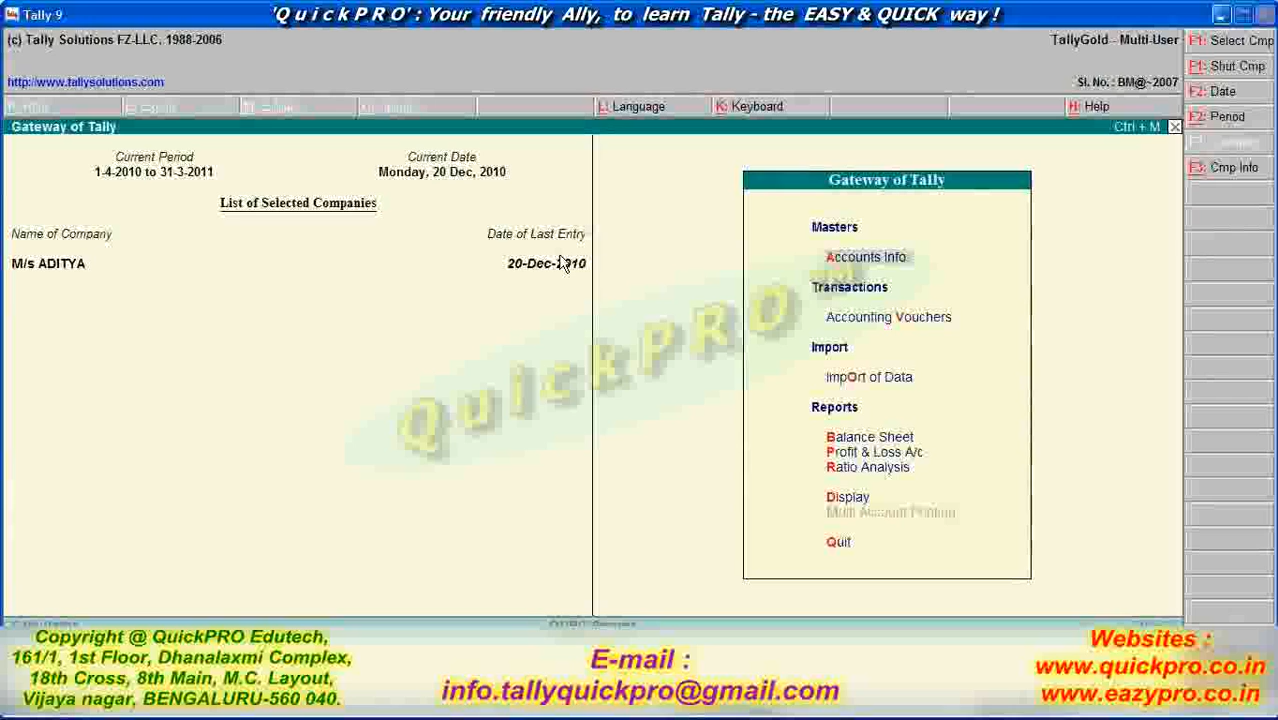 Tally 9
'Q u i c k P R O' : Your friendly Ally, to learn Tally - the EASY & QUICK way !
(c) Tally Solutions FZ-LLC, 1988-2006
TallyGold - Multi-User
F1: Select Cmp
F1: Shut Cmp
http://www.tallysolutions.com
Sl. No. : BM@~2007
F2: Date
L: Language
K: Keyboard
H: Help
F2: Period
Gateway of Tally
Ctrl + M
F3: Cmp Info
Current Period
Current Date
1-4-2010 to 31-3-2011
Monday, 20 Dec, 2010
List of Selected Companies
Name of Company
Date of Last Entry
M/s ADITYA
20-Dec-2010
Gateway of Tally
Masters
Accounts Info
Transactions
Accounting Vouchers
Import
ImpOrt of Data
Reports
Balance Sheet
Profit & Loss A/c
Ratio Analysis
Display
Multi Account Printing
Quit
QuickPRO TM
Copyright @ QuickPRO Edutech,
161/1, 1st Floor, Dhanalaxmi Complex,
18th Cross, 8th Main, M.C. Layout,
Vijaya nagar, BENGALURU-560 040.
E-mail :
info.tallyquickpro@gmail.com
Websites :
www.quickpro.co.in
www.eazypro.co.in